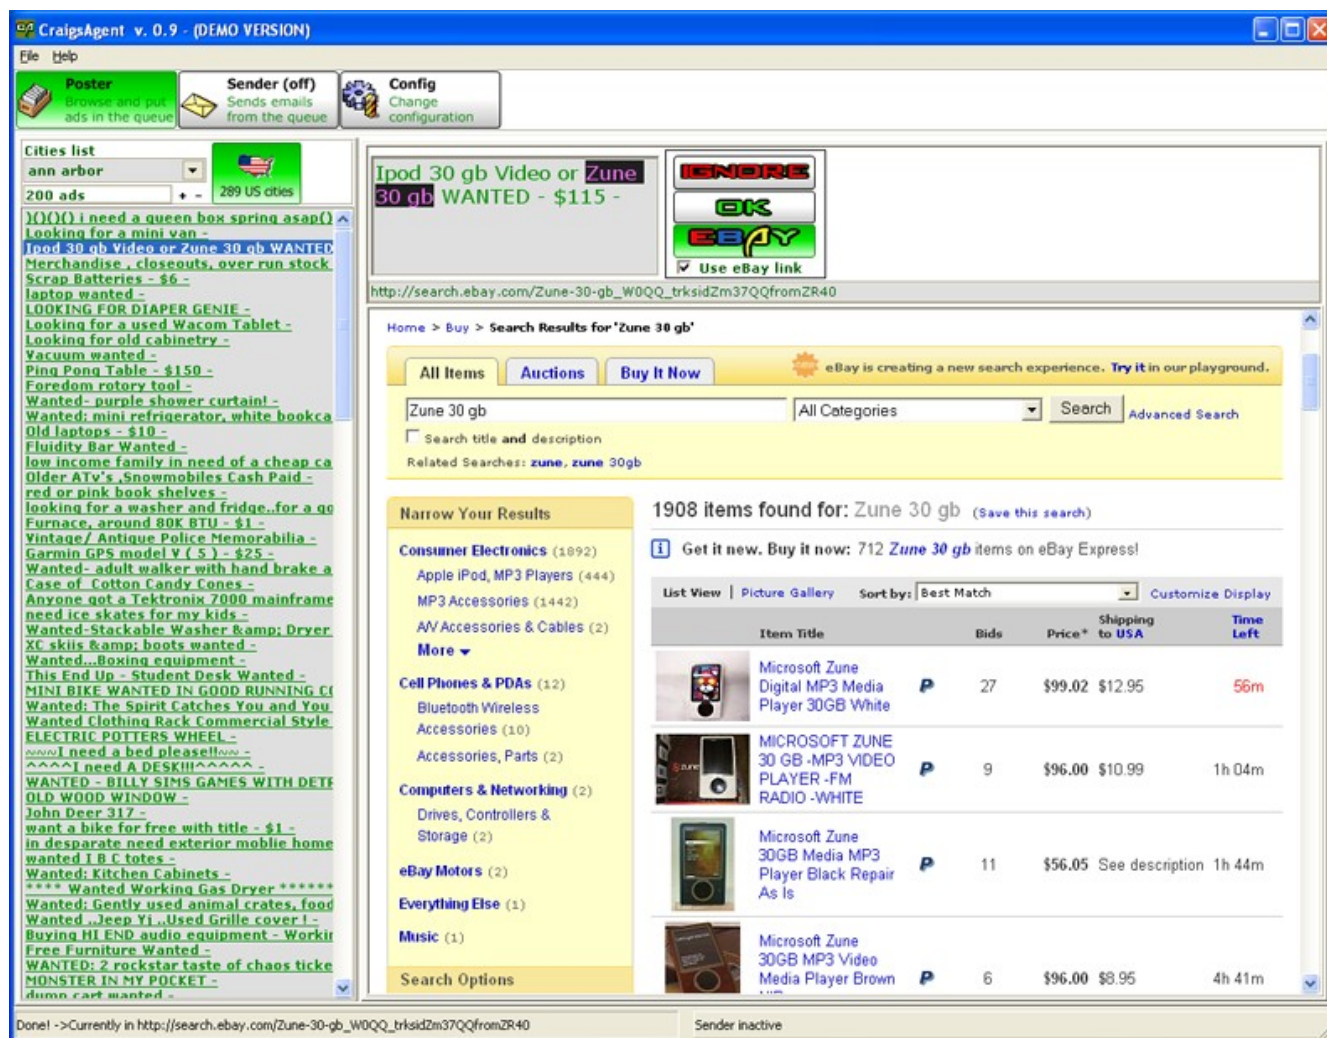 CraigsAgent v. 0.9 - (DEMO VERSION)
File Help
Poster
Browse and put
ads in the queue
Sender (off)
Sends emails
from the queue
Config
Change
configuration
Cities list
ann arbor
289 US cities
200 ads + -
)()()() i need a queen box spring asap()
Looking for a mini van -
Ipod 30 gb Video or Zune 30 gb WANTED
Merchandise , closeouts, over run stock
Scrap Batteries - $6 -
laptop wanted -
LOOKING FOR DIAPER GENIE -
Looking for a used Wacom Tablet -
Looking for old cabinetry -
Vacuum wanted -
Ping Pong Table - $150 -
Foredom rotory tool -
Wanted- purple shower curtain! -
Wanted: mini refrigerator, white bookca
Old laptops - $10 -
Fluidity Bar Wanted -
low income family in need of a cheap ca
Older ATv's ,Snowmobiles Cash Paid -
red or pink book shelves -
looking for a washer and fridge..for a go
Furnace, around 80K BTU - $1 -
Vintage/ Antique Police Memorabilia -
Garmin GPS model V ( 5 ) - $25 -
Wanted- adult walker with hand brake a
Case of Cotton Candy Cones -
Anyone got a Tektronix 7000 mainframe
need ice skates for my kids -
Wanted-Stackable Washer &amp; Dryer
XC skiis &amp; boots wanted -
Wanted...Boxing equipment -
This End Up - Student Desk Wanted -
MINI BIKE WANTED IN GOOD RUNNING CO
Wanted: The Spirit Catches You and You
Wanted Clothing Rack Commercial Style
ELECTRIC POTTERS WHEEL -
~~~I need a bed please!!~~ -
^^^^I need A DESK!!!^^^^^ -
WANTED - BILLY SIMS GAMES WITH DETR
OLD WOOD WINDOW -
John Deer 317 -
want a bike for free with title - $1 -
in desparate need exterior moblie home
wanted I B C totes -
Wanted: Kitchen Cabinets -
**** Wanted Working Gas Dryer ******
Wanted: Gently used animal crates, food
Wanted ..Jeep Yj ..Used Grille cover ! -
Buying HI END audio equipment - Workin
Free Furniture Wanted -
WANTED: 2 rockstar taste of chaos ticke
MONSTER IN MY POCKET -
dump cart wanted -
Ipod 30 gb Video or Zune
30 gb WANTED - $115 -
IGNORE
OK
EBAY
Use eBay link
http://search.ebay.com/Zune-30-gb_W0QQ_trksidZm37QQfromZR40
Home > Buy > Search Results for 'Zune 30 gb'
All Items Auctions Buy It Now
eBay is creating a new search experience. Try it in our playground.
Zune 30 gb All Categories Search Advanced Search
Search title and description
Related Searches: zune, zune 30gb
Narrow Your Results
Consumer Electronics (1892)
Apple iPod, MP3 Players (444)
MP3 Accessories (1442)
A/V Accessories & Cables (2)
More
Cell Phones & PDAs (12)
Bluetooth Wireless
Accessories (10)
Accessories, Parts (2)
Computers & Networking (2)
Drives, Controllers &
Storage (2)
eBay Motors (2)
Everything Else (1)
Music (1)
Search Options
1908 items found for: Zune 30 gb (Save this search)
Get it new. Buy it now: 712 Zune 30 gb items on eBay Express!
List View | Picture Gallery Sort by: Best Match Customize Display
Item Title Bids Price* Shipping to USA Time Left
Microsoft Zune
Digital MP3 Media
Player 30GB White
P 27 $99.02 $12.95 56m
MICROSOFT ZUNE
30 GB -MP3 VIDEO
PLAYER -FM
RADIO -WHITE
P 9 $96.00 $10.99 1h 04m
Microsoft Zune
30GB Media MP3
Player Black Repair
As Is
P 11 $56.05 See description 1h 44m
Microsoft Zune
30GB MP3 Video
Media Player Brown
P 6 $96.00 $8.95 4h 41m
Done! ->Currently in http://search.ebay.com/Zune-30-gb_W0QQ_trksidZm37QQfromZR40
Sender inactive